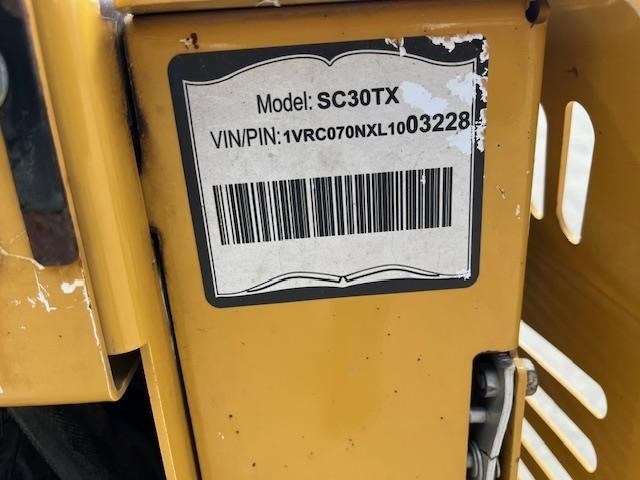 Model: SC30TX
VIN/PIN: 1VRC070NXL1003228